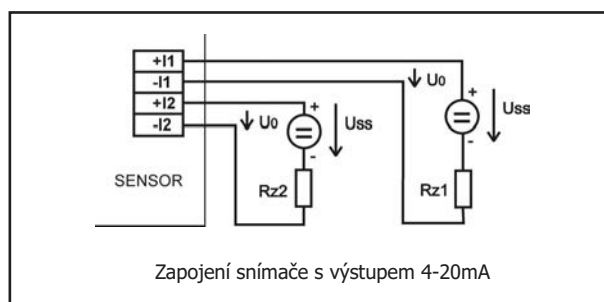 +I1
-I1
+I2
-I2
SENSOR
U0
+
Uss
-
Rz2
U0
+
Uss
-
Rz1
Zapojení snímače s výstupem 4-20mA